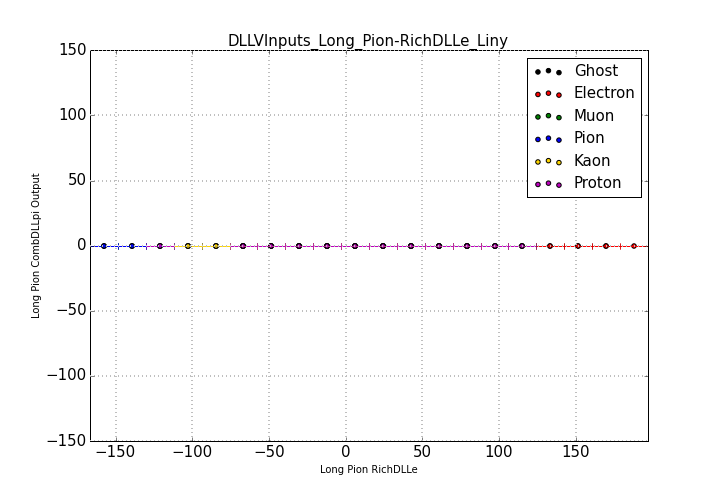 DLLVInputs_Long_Pion-RichDLLe_Liny
150
100
50
0
−50
−100
−150
Long Pion CombDLLpi Output
Ghost
Electron
Muon
Pion
Kaon
Proton
−150 −100 −50 0 50 100 150
Long Pion RichDLLe